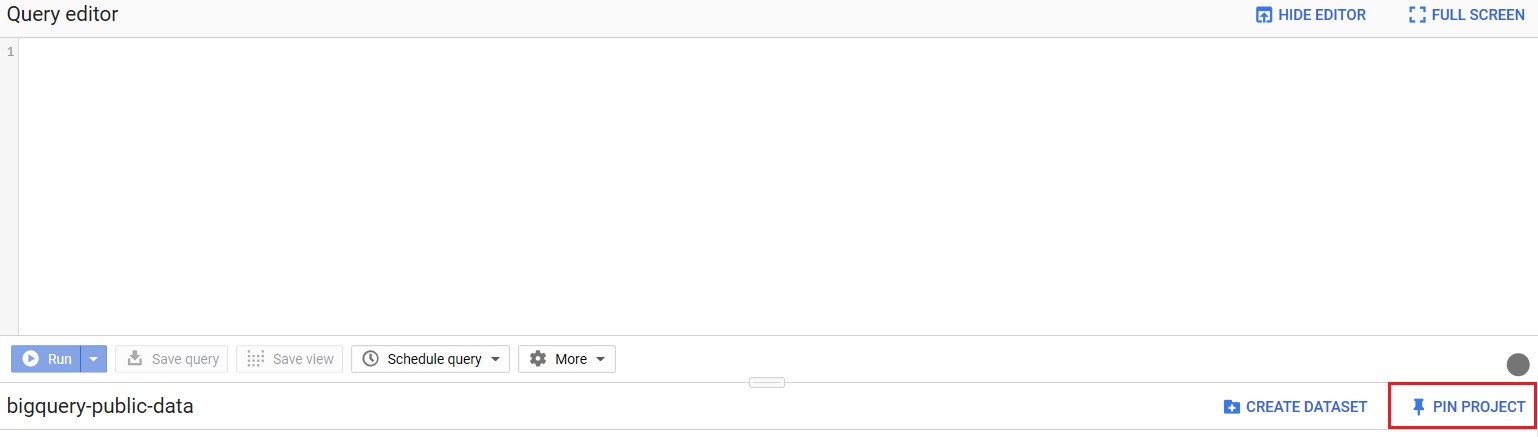 Query editor HIDE EDITOR FULL SCREEN
1
Run Save query Save view Schedule query More
bigquery-public-data CREATE DATASET PIN PROJECT